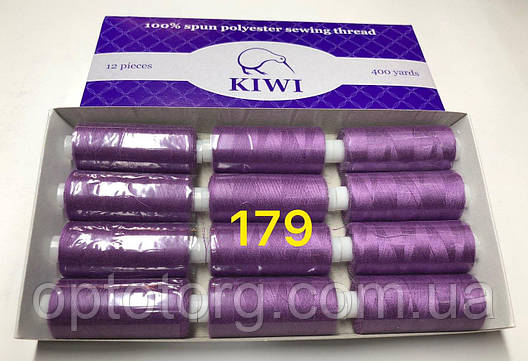 100% spun polyester sewing thread
12 pieces
400 yards
KIWI
179
optotorg.com.ua